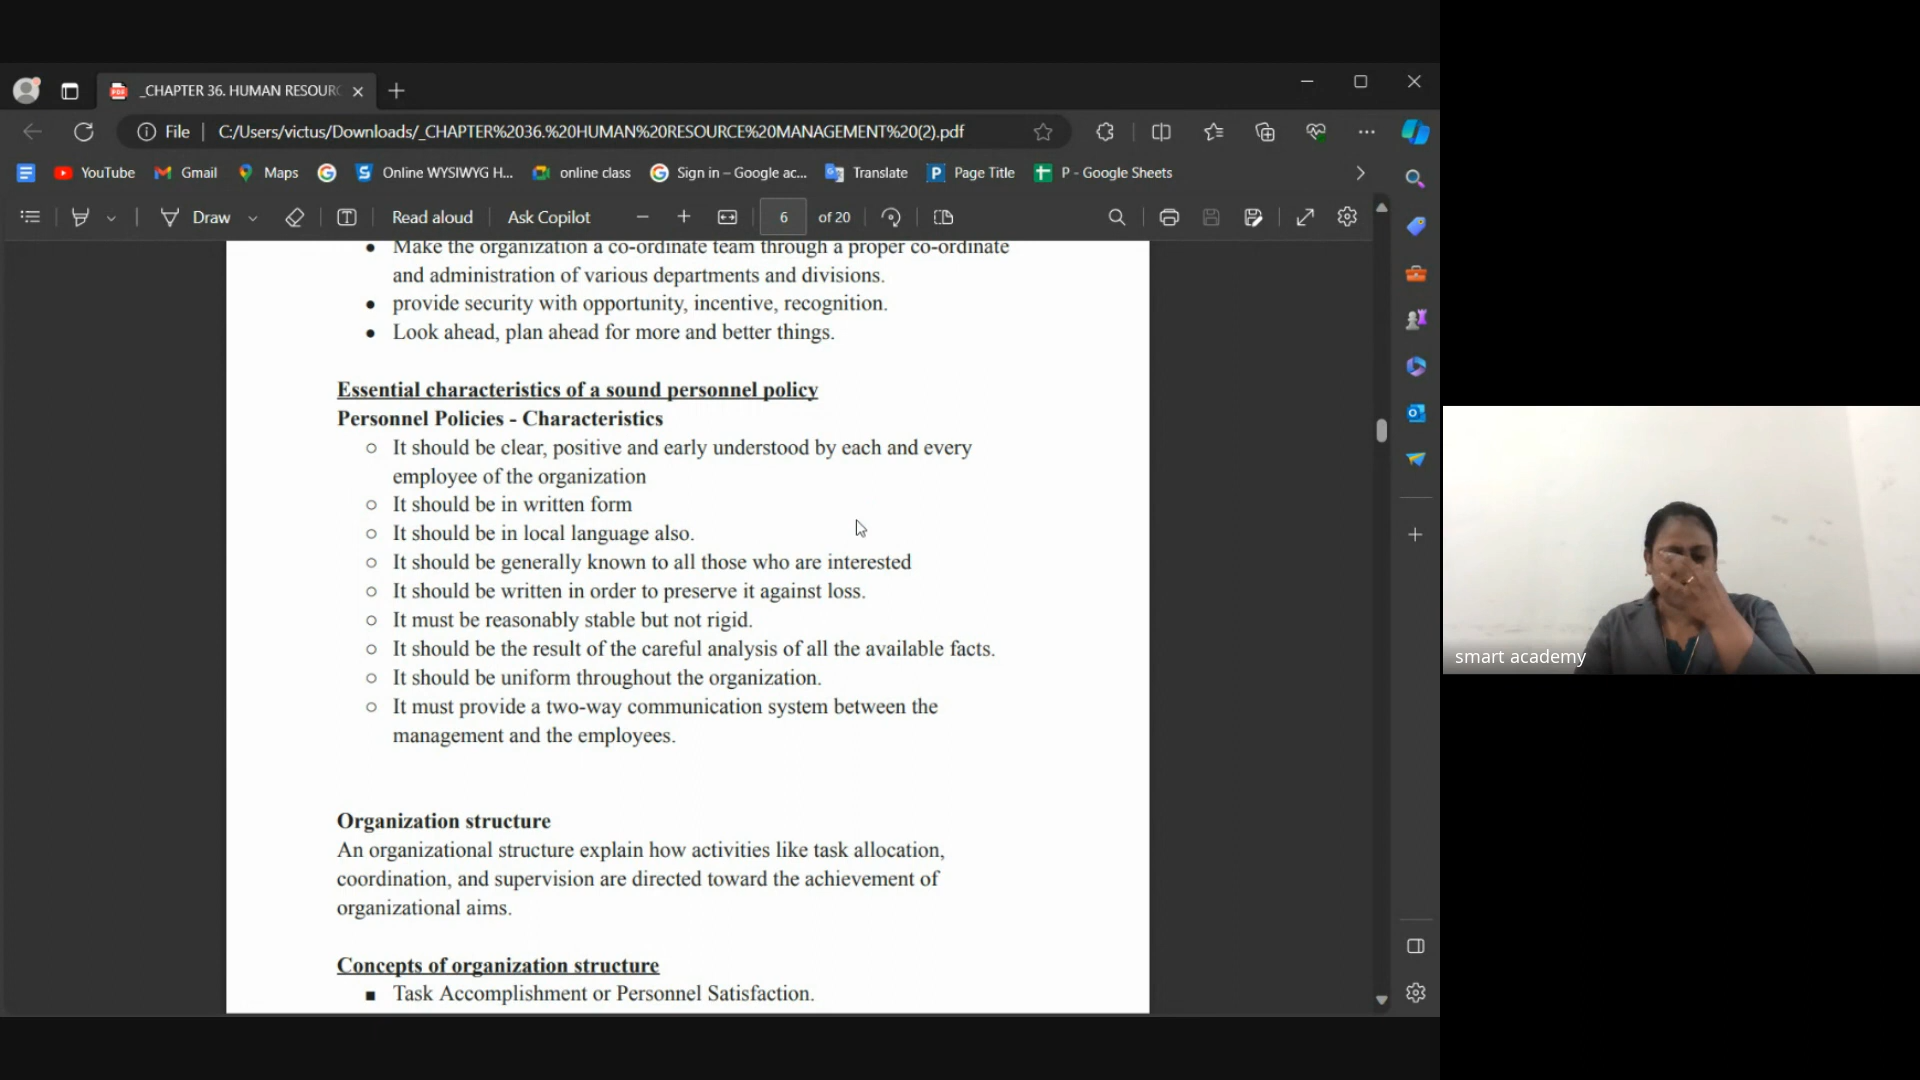 _CHAPTER 36. HUMAN RESOURC
File C:/Users/victus/Downloads/_CHAPTER%2036.%20HUMAN%20RESOURCE%20MANAGEMENT%20(2).pdf
YouTube Gmail Maps Online WYSIWYG H... online class Sign in – Google ac... Translate Page Title P - Google Sheets
Draw Read aloud Ask Copilot 6 of 20
● Make the organization a co-ordinate team through a proper co-ordinate
and administration of various departments and divisions.
● provide security with opportunity, incentive, recognition.
● Look ahead, plan ahead for more and better things.
Essential characteristics of a sound personnel policy
Personnel Policies - Characteristics
○ It should be clear, positive and early understood by each and every
employee of the organization
○ It should be in written form
○ It should be in local language also.
○ It should be generally known to all those who are interested
○ It should be written in order to preserve it against loss.
○ It must be reasonably stable but not rigid.
○ It should be the result of the careful analysis of all the available facts.
○ It should be uniform throughout the organization.
○ It must provide a two-way communication system between the
management and the employees.
Organization structure
An organizational structure explain how activities like task allocation,
coordination, and supervision are directed toward the achievement of
organizational aims.
Concepts of organization structure
■ Task Accomplishment or Personnel Satisfaction.
smart academy